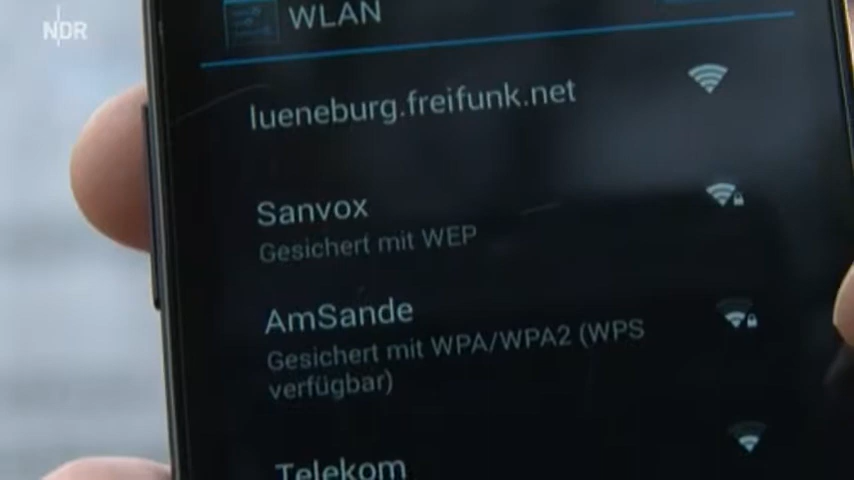 NDR
WLAN
lueneburg.freifunk.net
Sanvox
Gesichert mit WEP
AmSande
Gesichert mit WPA/WPA2 (WPS
verfügbar)
Telekom